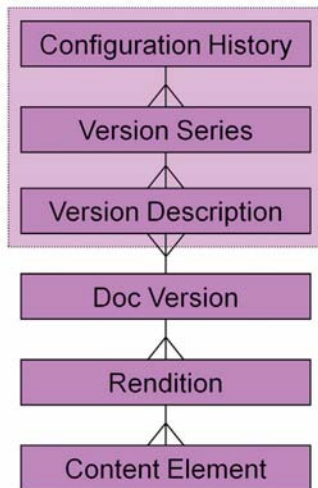 Configuration History
Version Series
Version Description
Doc Version
Rendition
Content Element